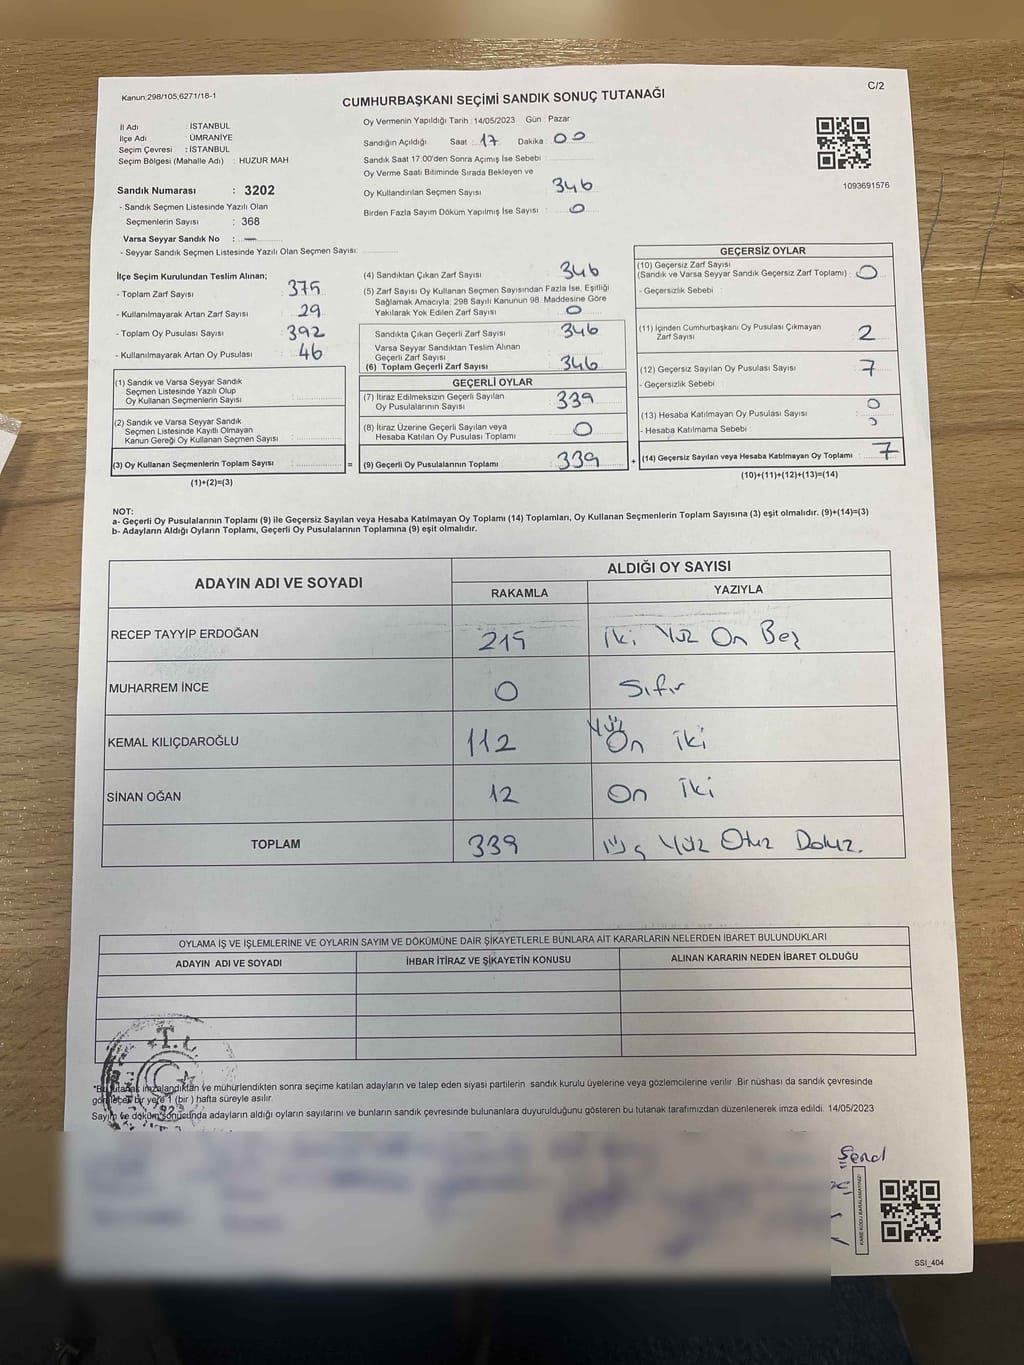 Kanun,298/105,6271/18-1
C/2
CUMHURBAŞKANI SEÇİMİ SANDIK SONUÇ TUTANAĞI
İl Adı : İSTANBUL
İlçe Adı : ÜMRANİYE
Seçim Çevresi : İSTANBUL
Seçim Bölgesi (Mahalle Adı) : HUZUR MAH
Sandık Numarası : 3202
- Sandık Seçmen Listesinde Yazılı Olan
Seçmenlerin Sayısı : 368
Varsa Seyyar Sandık No : —
- Seyyar Sandık Seçmen Listesinde Yazılı Olan Seçmen Sayısı:
Oy Vermenin Yapıldığı Tarih : 14/05/2023 Gün : Pazar
Sandığın Açıldığı Saat : 17 Dakika : 00
Sandık Saat 17.00'den Sonra Açımış İse Sebebi :
Oy Verme Saati Bitiminde Sırada Bekleyen ve
Oy Kullandırılan Seçmen Sayısı : 346
Birden Fazla Sayım Döküm Yapılmış İse Sayısı : 0
1093691576
İlçe Seçim Kurulundan Teslim Alınan;
- Toplam Zarf Sayısı : 375
- Kullanılmayarak Artan Zarf Sayısı : 29
- Toplam Oy Pusulası Sayısı : 392
- Kullanılmayarak Artan Oy Pusulası : 46
(1) Sandık ve Varsa Seyyar Sandık
Seçmen Listesinde Yazılı Olup
Oy Kullanan Seçmenlerin Sayısı :
(2) Sandık ve Varsa Seyyar Sandık
Seçmen Listesinde Kayıtlı Olmayan
Kanun Gereği Oy Kullanan Seçmen Sayısı :
(3) Oy Kullanan Seçmenlerin Toplam Sayısı :
(1)+(2)=(3)
(4) Sandıktan Çıkan Zarf Sayısı : 346
(5) Zarf Sayısı Oy Kullanan Seçmen Sayısından Fazla İse, Eşitliği
Sağlamak Amacıyla, 298 Sayılı Kanunun 98. Maddesine Göre
Yakılarak Yok Edilen Zarf Sayısı : 0
Sandıkta Çıkan Geçerli Zarf Sayısı : 346
Varsa Seyyar Sandıktan Teslim Alınan
Geçerli Zarf Sayısı :
(6) Toplam Geçerli Zarf Sayısı : 346
GEÇERLİ OYLAR
(7) İtiraz Edilmeksizin Geçerli Sayılan
Oy Pusulalarının Sayısı : 339
(8) İtiraz Üzerine Geçerli Sayılan veya
Hesaba Katılan Oy Pusulası Toplamı : 0
= (9) Geçerli Oy Pusulalarının Toplamı : 339
GEÇERSİZ OYLAR
(10) Geçersiz Zarf Sayısı
(Sandık ve Varsa Seyyar Sandık Geçersiz Zarf Toplamı) : 0
- Geçersizlik Sebebi :
(11) İçinden Cumhurbaşkanı Oy Pusulası Çıkmayan
Zarf Sayısı : 2
(12) Geçersiz Sayılan Oy Pusulası Sayısı : 7
- Geçersizlik Sebebi :
(13) Hesaba Katılmayan Oy Pusulası Sayısı : 0
- Hesaba Katılmama Sebebi :
+ (14) Geçersiz Sayılan veya Hesaba Katılmayan Oy Toplamı : 7
(10)+(11)+(12)+(13)=(14)
NOT:
a- Geçerli Oy Pusulalarının Toplamı (9) ile Geçersiz Sayılan veya Hesaba Katılmayan Oy Toplamı (14) Toplamları, Oy Kullanan Seçmenlerin Toplam Sayısına (3) eşit olmalıdır. (9)+(14)=(3)
b- Adayların Aldığı Oyların Toplamı, Geçerli Oy Pusulalarının Toplamına (9) eşit olmalıdır.
ADAYIN ADI VE SOYADI ALDIĞI OY SAYISI
RAKAMLA YAZIYLA
RECEP TAYYİP ERDOĞAN 215 İki Yüz On Beş
MUHARREM İNCE 0 Sıfır
KEMAL KILIÇDAROĞLU 112 Yüz On iki
SİNAN OĞAN 12 On iki
TOPLAM 339 Üç Yüz Otuz Dokuz.
OYLAMA İŞ VE İŞLEMLERİNE VE OYLARIN SAYIM VE DÖKÜMÜNE DAİR ŞİKAYETLERLE BUNLARA AİT KARARLARIN NELERDEN İBARET BULUNDUKLARI
ADAYIN ADI VE SOYADI İHBAR İTİRAZ VE ŞİKAYETİN KONUSU ALINAN KARARIN NEDEN İBARET OLDUĞU
T.C.
*Bu tutanak imzalandıktan ve mühürlendikten sonra seçime katılan adayların ve talep eden siyasi partilerin sandık kurulu üyelerine veya gözlemcilerine verilir. Bir nüshası da sandık çevresinde
görülecek bir yere 1 (bir ) hafta süreyle asılır.
Sayım ve döküm sonucunda adayların aldığı oyların sayılarını ve bunların sandık çevresinde bulunanlara duyurulduğunu gösteren bu tutanak tarafımızdan düzenlenerek imza edildi. 14/05/2023
KARE KODU KARALAMAYINIZ!
SSI_404